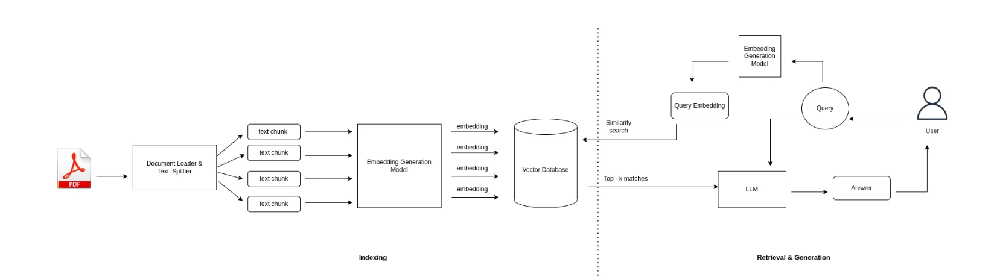 PDF
Document Loader &
Text Splitter
text chunk
text chunk
text chunk
text chunk
Embedding Generation
Model
embedding
embedding
embedding
embedding
Vector Database
Indexing
Similarity
search
Top - k matches
Query Embedding
Embedding
Generation
Model
Query
User
LLM
Answer
Retrieval & Generation